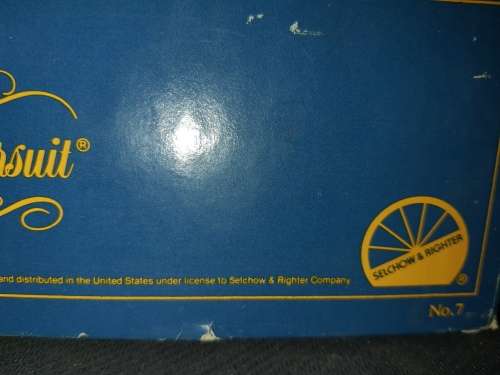 rsuit®
and distributed in the United States under license to Selchow & Righter Company.
SELCHOW & RIGHTER
®
No. 7